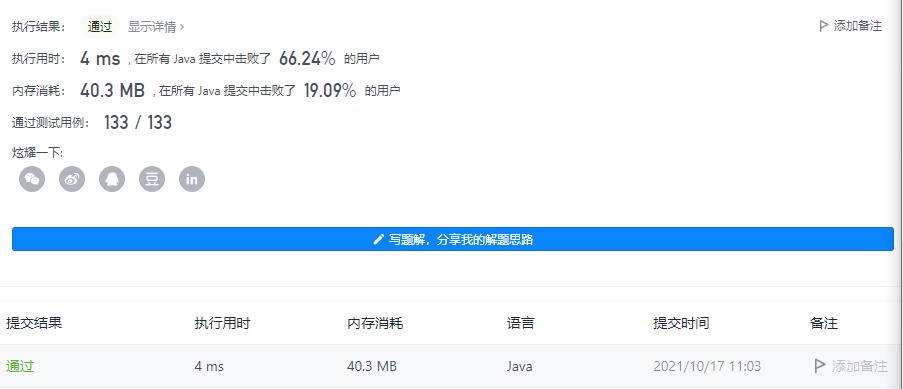 执行结果： 通过 显示详情 › 添加备注
执行用时： 4 ms , 在所有 Java 提交中击败了 66.24% 的用户
内存消耗： 40.3 MB , 在所有 Java 提交中击败了 19.09% 的用户
通过测试用例： 133 / 133
炫耀一下:
豆 in
写题解，分享我的解题思路
提交结果 执行用时 内存消耗 语言 提交时间 备注
通过 4 ms 40.3 MB Java 2021/10/17 11:03 添加备注